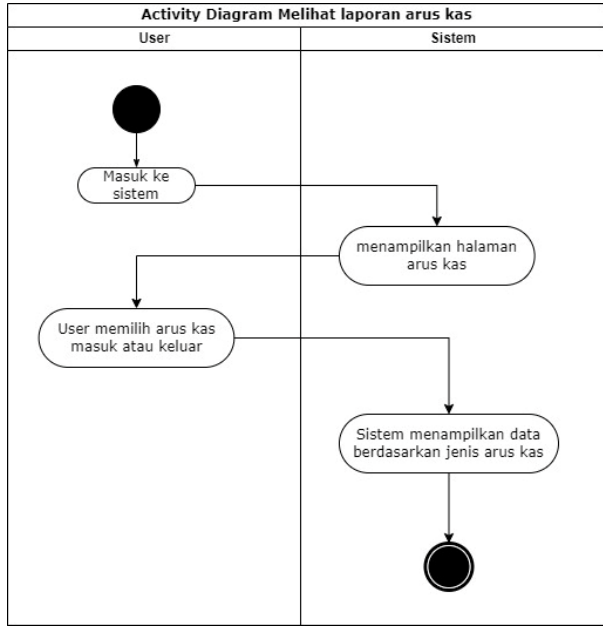 Activity Diagram Melihat laporan arus kas
User
Sistem
Masuk ke
sistem
menampilkan halaman
arus kas
User memilih arus kas
masuk atau keluar
Sistem menampilkan data
berdasarkan jenis arus kas